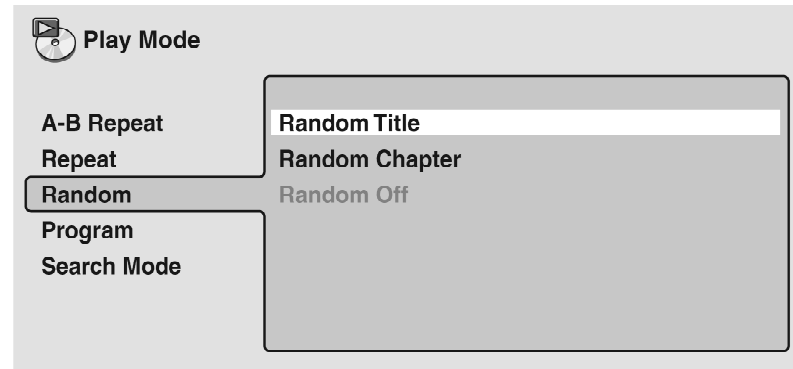 Play Mode
A-B Repeat
Repeat
Random
Program
Search Mode
Random Title
Random Chapter
Random Off